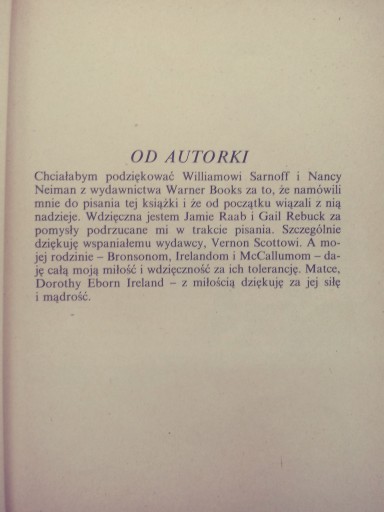 OD AUTORKI
Chciałabym podziękować Williamowi Sarnoff i Nancy
Neiman z wydawnictwa Warner Books za to, że namówili
mnie do pisania tej książki i że od początku wiązali z nią
nadzieje. Wdzięczna jestem Jamie Raab i Gail Rebuck za
pomysły podrzucane mi w trakcie pisania. Szczególnie
dziękuję wspaniałemu wydawcy, Vernon Scottowi. A mo-
jej rodzinie – Bronsonom, Irelandom i McCallumom – da-
ję całą moją miłość i wdzięczność za ich tolerancję. Matce,
Dorothy Eborn Ireland – z miłością dziękuję za jej siłę
i mądrość.